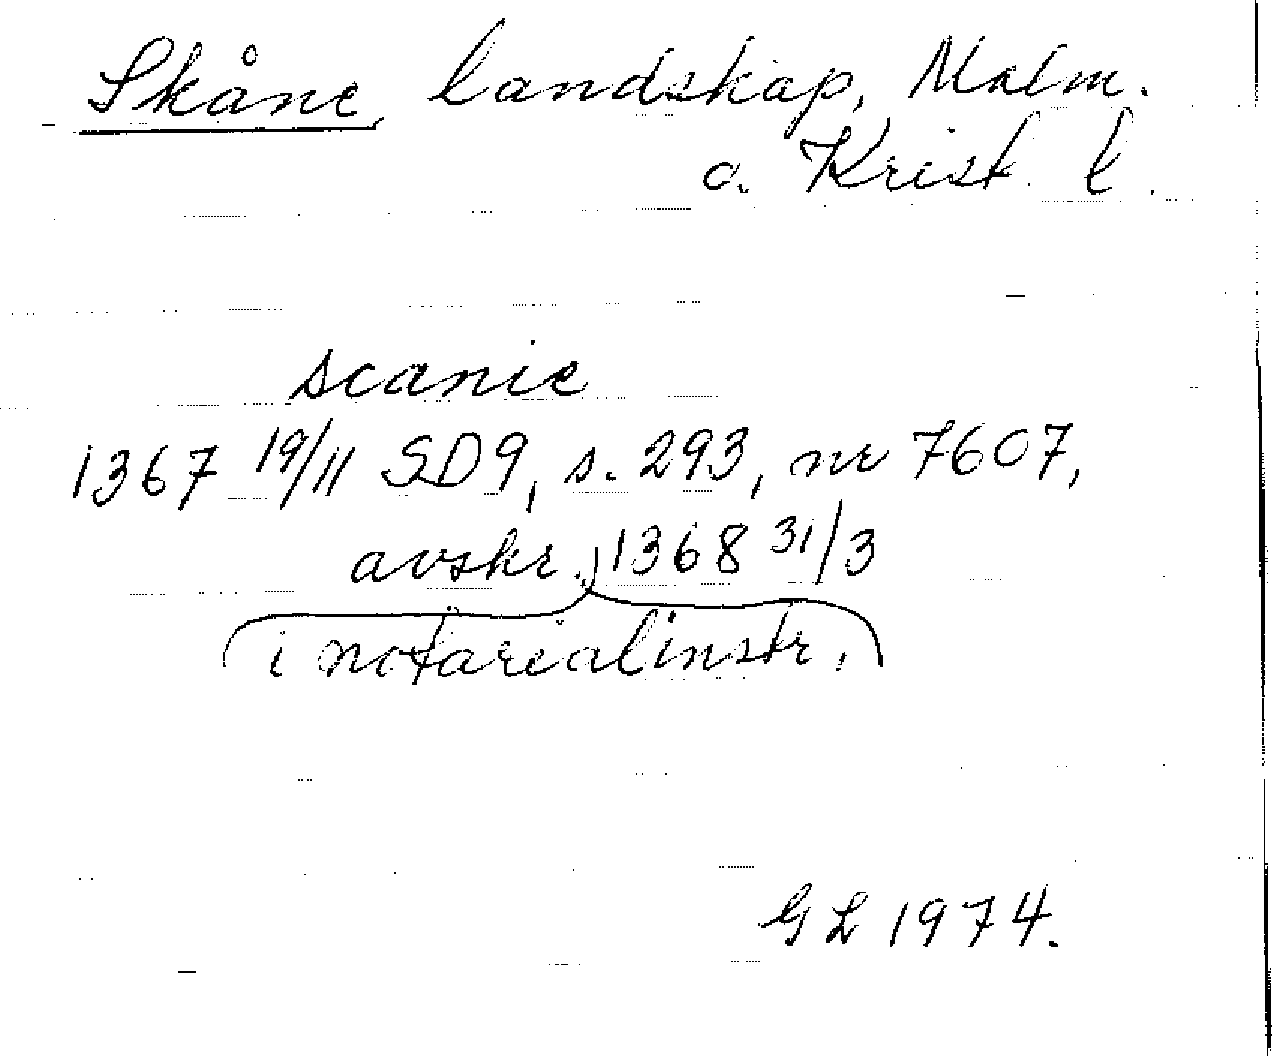 Skåne, landskap, Malm.
o. Krist. l.
scanie
1367 19/11 SD9, s. 293, nr 7607,
avskr. 1368 31/3
i notarialinstr.
GL 1974.